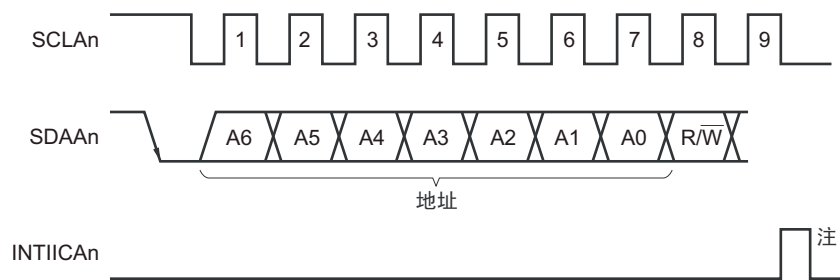 SCLAn 1 2 3 4 5 6 7 8 9
SDAAn A6 A5 A4 A3 A2 A1 A0 R/W̅
地址
INTIICAn 注